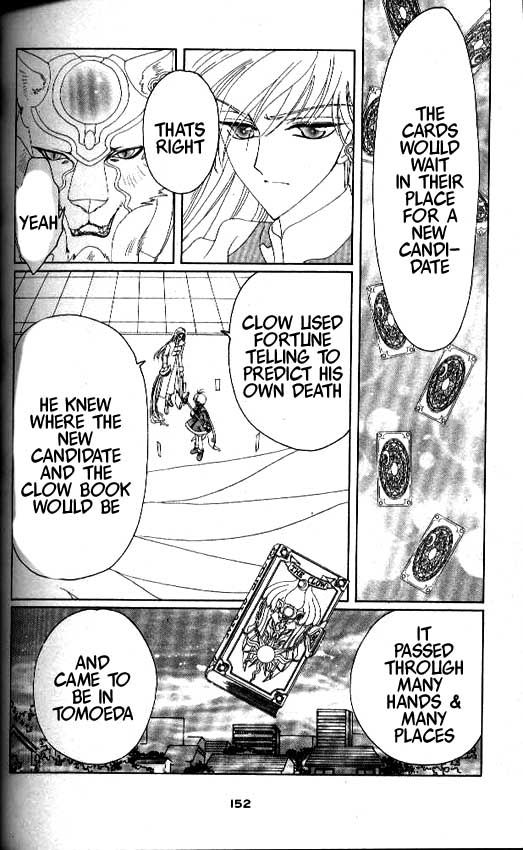 THE
CARDS
WOULD
WAIT
IN THEIR
PLACE
FOR A
NEW
CANDI-
DATE
THATS
RIGHT
YEAH
CLOW USED
FORTUNE
TELLING TO
PREDICT HIS
OWN DEATH
HE KNEW
WHERE THE
NEW
CANDIDATE
AND THE
CLOW BOOK
WOULD BE
THE CLOW
IT
PASSED
THROUGH
MANY
HANDS &
MANY
PLACES
AND
CAME TO
BE IN
TOMOEDA
152